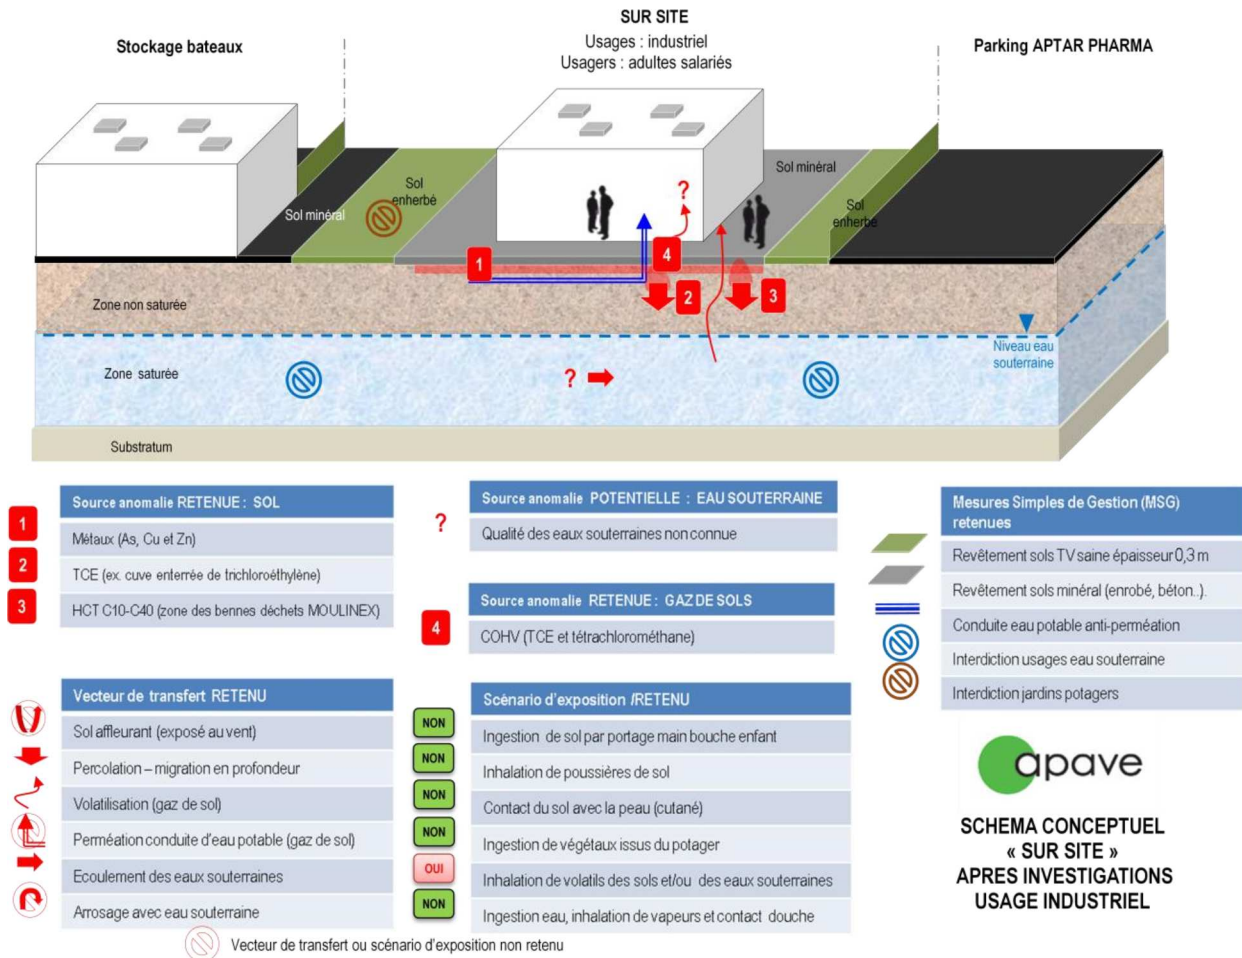 SUR SITE
Usages : industriel
Usagers : adultes salariés
Stockage bateaux
Parking APTAR PHARMA
Sol minéral
Sol
enherbé
Sol minéral
Sol
enherbé
?
1
4
2
3
Zone non saturée
Niveau eau
souterraine
Zone saturée
?
Substratum
Source anomalie RETENUE : SOL
1
Métaux (As, Cu et Zn)
2
TCE (ex. cuve enterrée de trichloroéthylène)
3
HCT C10-C40 (zone des bennes déchets MOULINEX)
Source anomalie POTENTIELLE : EAU SOUTERRAINE
?
Qualité des eaux souterraines non connue
Source anomalie RETENUE : GAZ DE SOLS
4
COHV (TCE et tétrachlorométhane)
Mesures Simples de Gestion (MSG)
retenues
Revêtement sols TV saine épaisseur 0,3 m
Revêtement sols minéral (enrobé, béton..).
Conduite eau potable anti-perméation
Interdiction usages eau souterraine
Interdiction jardins potagers
Vecteur de transfert RETENU
Sol affleurant (exposé au vent)
Percolation – migration en profondeur
Volatilisation (gaz de sol)
Perméation conduite d'eau potable (gaz de sol)
Ecoulement des eaux souterraines
Arrosage avec eau souterraine
Scénario d'exposition /RETENU
NON
Ingestion de sol par portage main bouche enfant
NON
Inhalation de poussières de sol
NON
Contact du sol avec la peau (cutané)
NON
Ingestion de végétaux issus du potager
OUI
Inhalation de volatils des sols et/ou des eaux souterraines
NON
Ingestion eau, inhalation de vapeurs et contact douche
Vecteur de transfert ou scénario d'exposition non retenu
apave
SCHEMA CONCEPTUEL
« SUR SITE »
APRES INVESTIGATIONS
USAGE INDUSTRIEL